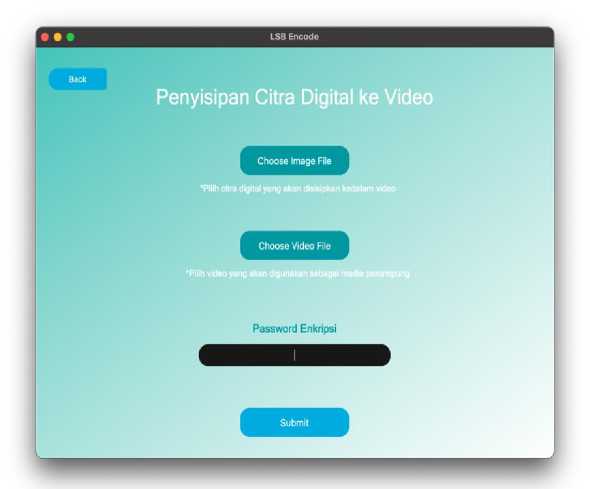 LSB Encode
Back
Penyisipan Citra Digital ke Video
Choose Image File
*Pilih citra digital yang akan disisipkan kedalam video
Choose Video File
*Pilih video yang akan digunakan sebagai media penampung
Password Enkripsi
Submit